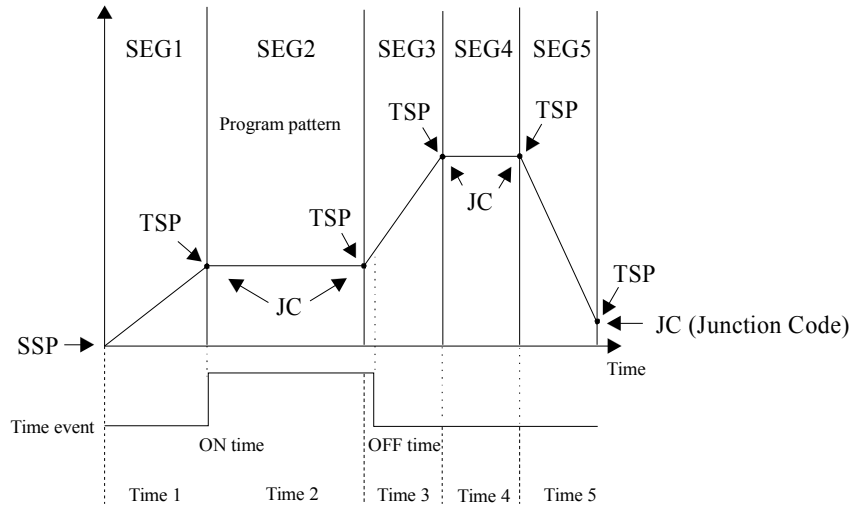 SEG1 SEG2 SEG3 SEG4 SEG5
TSP TSP
Program pattern
JC
TSP TSP
TSP
JC
JC (Junction Code)
SSP
Time
Time event
ON time OFF time
Time 1 Time 2 Time 3 Time 4 Time 5